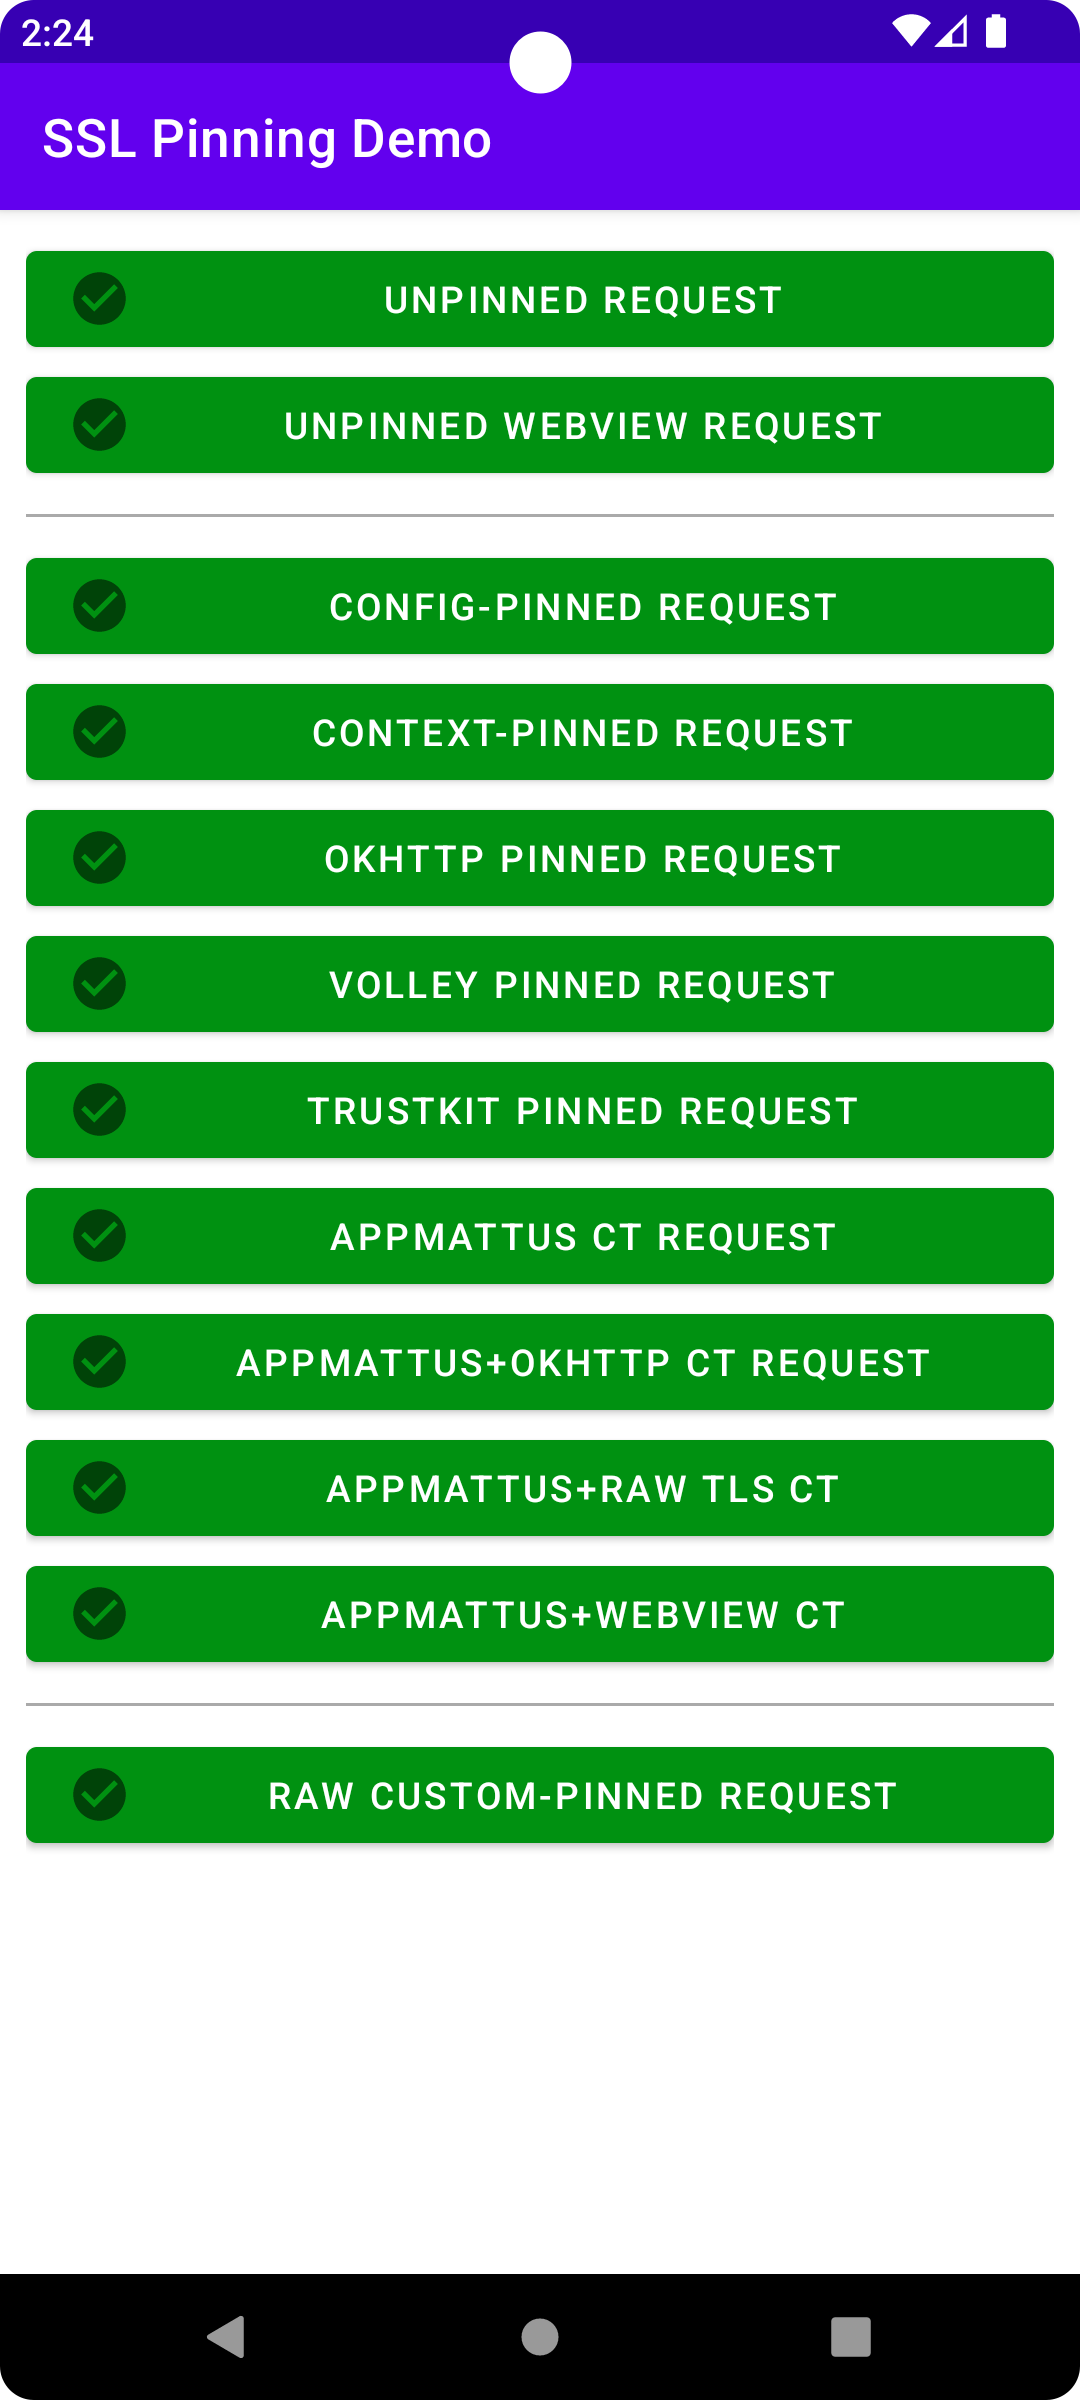 2:24
SSL Pinning Demo
UNPINNED REQUEST
UNPINNED WEBVIEW REQUEST
CONFIG-PINNED REQUEST
CONTEXT-PINNED REQUEST
OKHTTP PINNED REQUEST
VOLLEY PINNED REQUEST
TRUSTKIT PINNED REQUEST
APPMATTUS CT REQUEST
APPMATTUS+OKHTTP CT REQUEST
APPMATTUS+RAW TLS CT
APPMATTUS+WEBVIEW CT
RAW CUSTOM-PINNED REQUEST